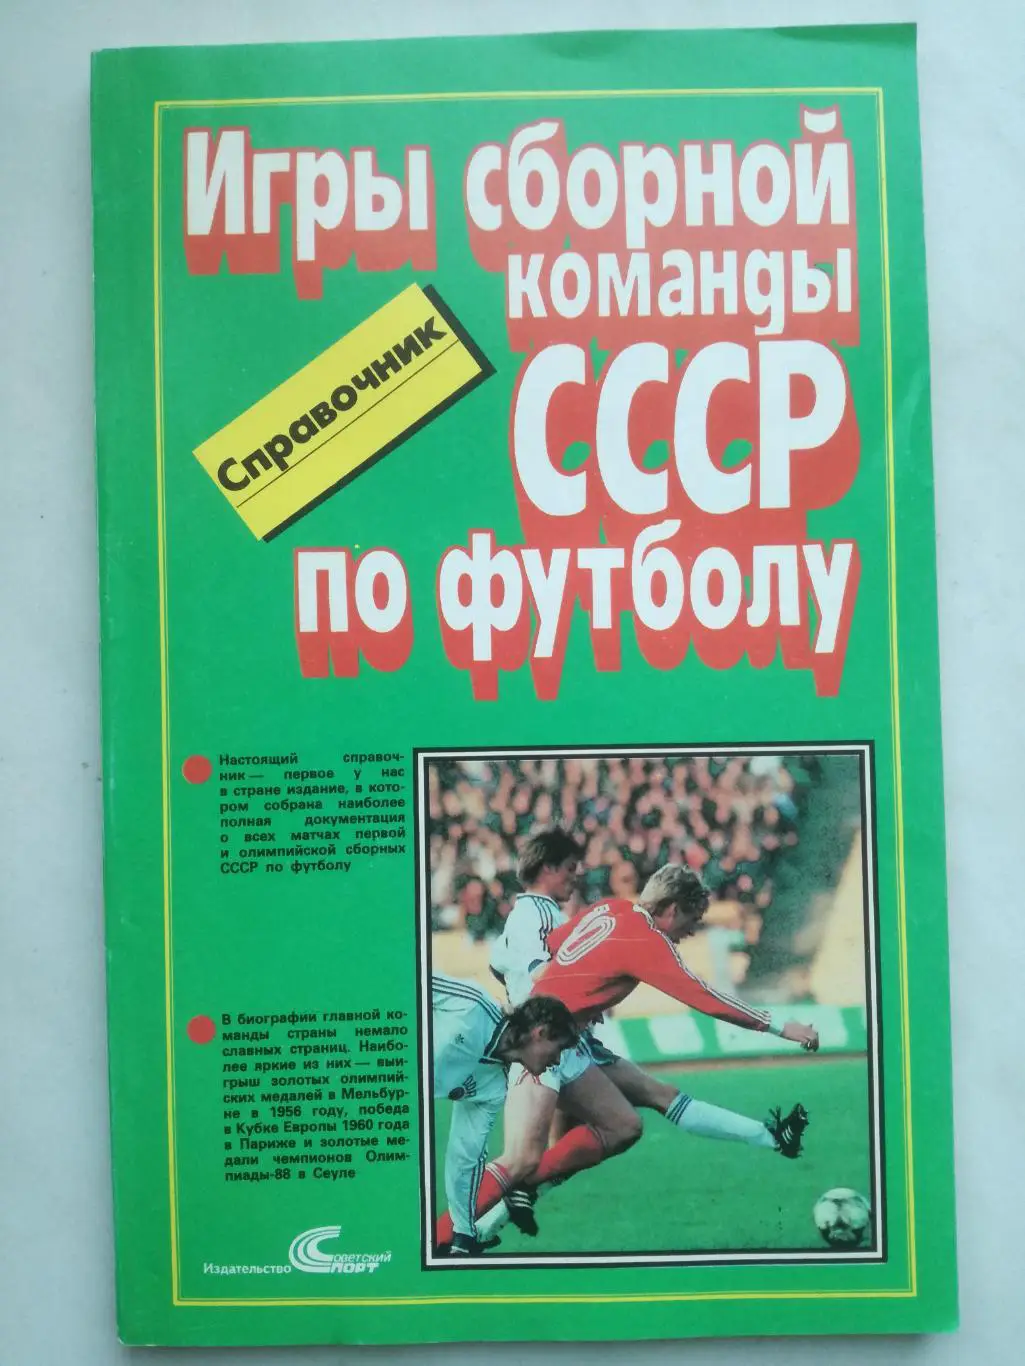 Игры сборной
команды
СССР
по футболу
Справочник
Настоящий справоч-
ник — первое у нас
в стране издание, в кото-
ром собрана наиболее
полная документация
о всех матчах первой
и олимпийской сборных
СССР по футболу
В биографии главной ко-
манды страны немало
славных страниц. Наибо-
лее яркие из них — выи-
грыш золотых олимпий-
ских медалей в Мельбур-
не в 1956 году, победа
в Кубке Европы 1960 года
в Париже и золотые ме-
дали чемпионов Олим-
пиады-88 в Сеуле
Издательство Советский Спорт